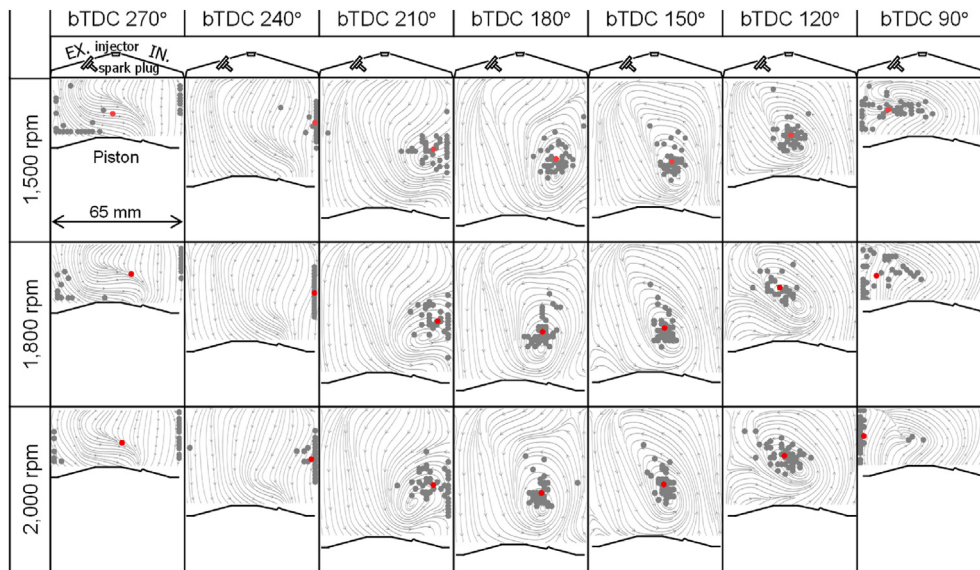 bTDC 270° bTDC 240° bTDC 210° bTDC 180° bTDC 150° bTDC 120° bTDC 90°
EX. injector IN.
spark plug
1,500 rpm
Piston
65 mm
1,800 rpm
2,000 rpm